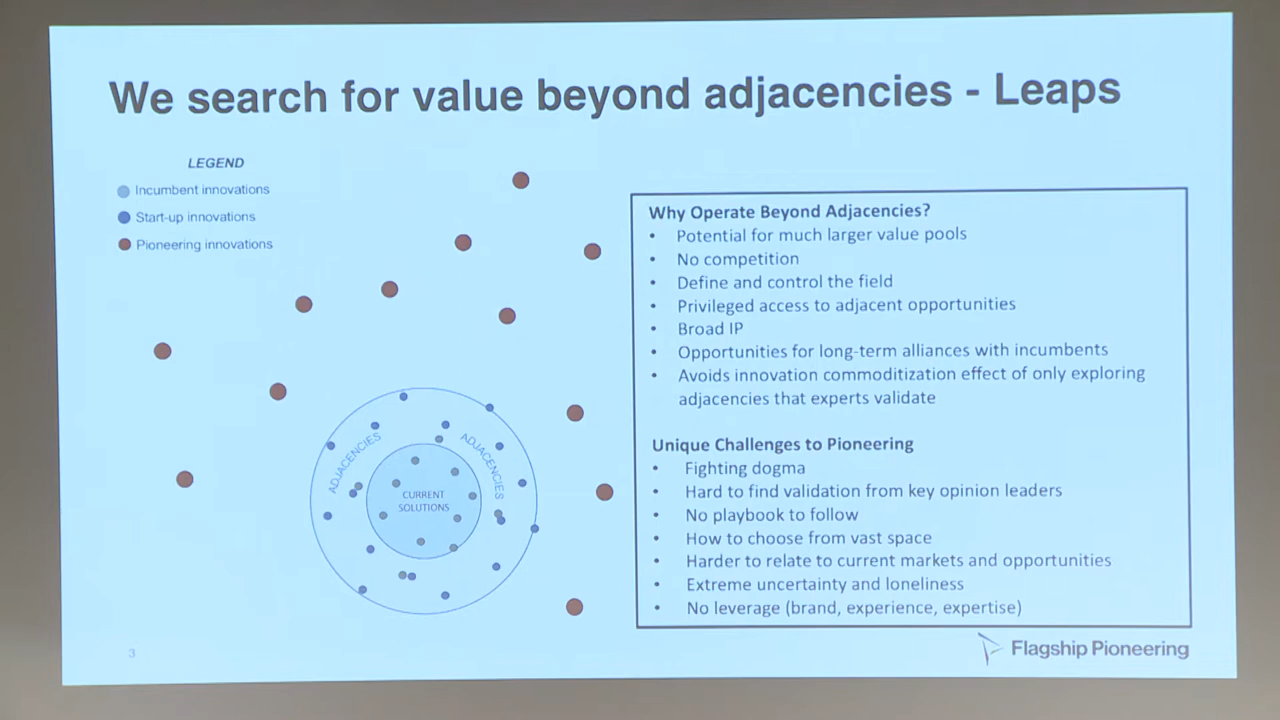 We search for value beyond adjacencies - Leaps
LEGEND
Incumbent innovations
Start-up innovations
Pioneering innovations
ADJACENCIES
ADJACENCIES
CURRENT
SOLUTIONS
Why Operate Beyond Adjacencies?
• Potential for much larger value pools
• No competition
• Define and control the field
• Privileged access to adjacent opportunities
• Broad IP
• Opportunities for long-term alliances with incumbents
• Avoids innovation commoditization effect of only exploring
adjacencies that experts validate
Unique Challenges to Pioneering
• Fighting dogma
• Hard to find validation from key opinion leaders
• No playbook to follow
• How to choose from vast space
• Harder to relate to current markets and opportunities
• Extreme uncertainty and loneliness
• No leverage (brand, experience, expertise)
3
Flagship Pioneering